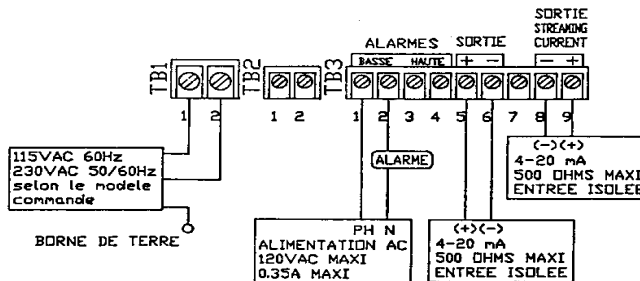 SORTIE
STREAMING
CURRENT
ALARMES SORTIE
BASSE HAUTE + - - +
TB1 TB2 TB3
1 2 1 2 1 2 3 4 5 6 7 8 9
115VAC 60Hz
230VAC 50/60Hz
selon le modele
commande
BORNE DE TERRE
ALARME
(-)(+)
4-20 mA
500 OHMS MAXI
ENTREE ISOLEE
PH N
ALIMENTATION AC
120VAC MAXI
0.35A MAXI
(+)(-)
4-20 mA
500 OHMS MAXI
ENTREE ISOLEE